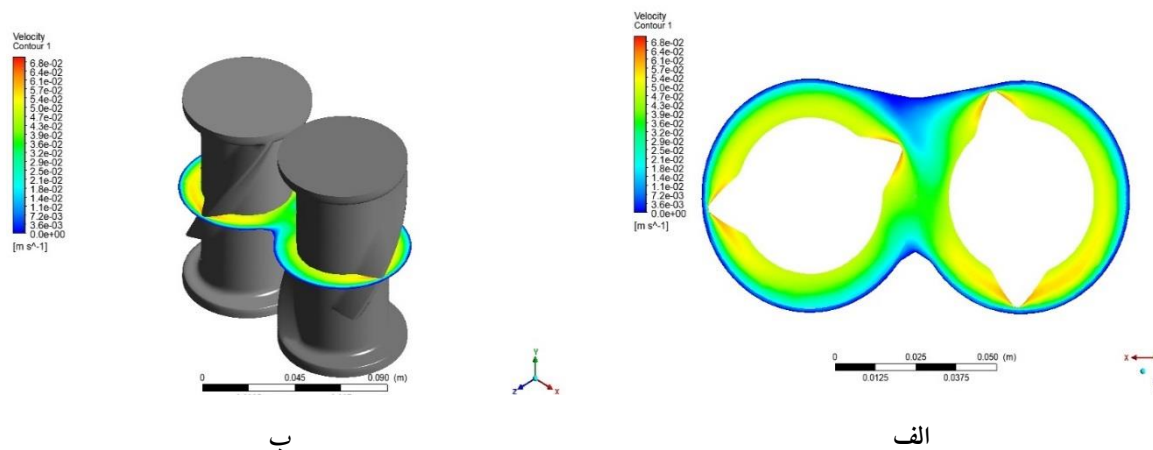 Velocity
Contour 1
6.8e-02
6.4e-02
6.1e-02
5.7e-02
5.4e-02
5.0e-02
4.7e-02
4.3e-02
3.9e-02
3.6e-02
3.2e-02
2.9e-02
2.5e-02
2.1e-02
1.8e-02
1.4e-02
1.1e-02
7.2e-03
3.6e-03
0.0e+00
[m s^-1]
0 0.045 0.090 (m)
Y
Z
X
ب
Velocity
Contour 1
6.8e-02
6.4e-02
6.1e-02
5.7e-02
5.4e-02
5.0e-02
4.7e-02
4.3e-02
3.9e-02
3.6e-02
3.2e-02
2.9e-02
2.5e-02
2.1e-02
1.8e-02
1.4e-02
1.1e-02
7.2e-03
3.6e-03
0.0e+00
[m s^-1]
0 0.025 0.050 (m)
0.0125 0.0375
X
الف